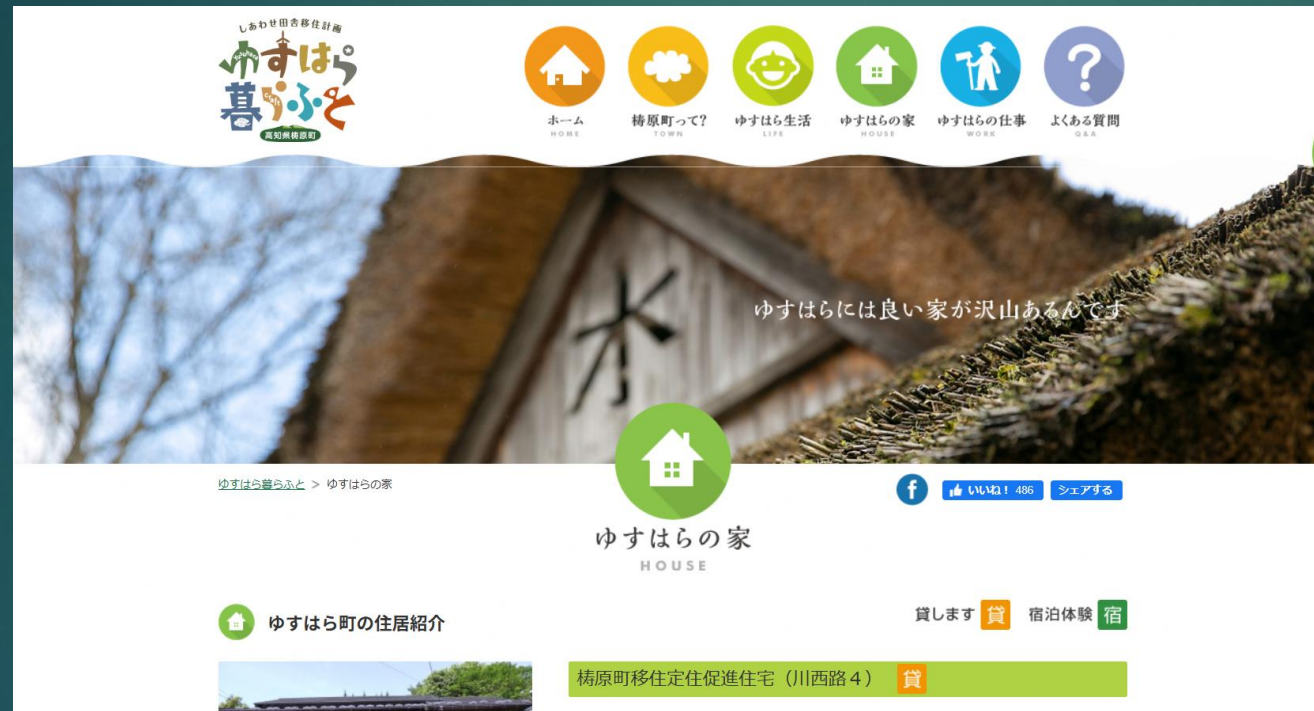 しあわせ田舎移住計画
ゆすはら
暮らふと
craft
高知県梼原町
ホーム
HOME
梼原町って?
TOWN
ゆすはら生活
LIFE
ゆすはらの家
HOUSE
ゆすはらの仕事
WORK
よくある質問
Q&A
水
ゆすはらには良い家が沢山あるんです
ゆすはら暮らふと > ゆすはらの家
f いいね! 486 シェアする
ゆすはらの家
HOUSE
ゆすはら町の住居紹介
貸します 貸 宿泊体験 宿
梼原町移住定住促進住宅（川西路４） 貸